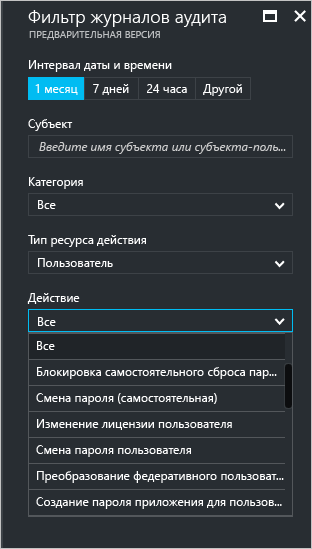 Фильтр журналов аудита
ПРЕДВАРИТЕЛЬНАЯ ВЕРСИЯ
Интервал даты и времени
1 месяц 7 дней 24 часа Другой
Субъект
Введите имя субъекта или субъекта-поль...
Категория
Все
Тип ресурса действия
Пользователь
Действие
Все
Все
Блокировка самостоятельного сброса пар...
Смена пароля (самостоятельная)
Изменение лицензии пользователя
Смена пароля пользователя
Преобразование федеративного пользоват...
Создание пароля приложения для пользов...